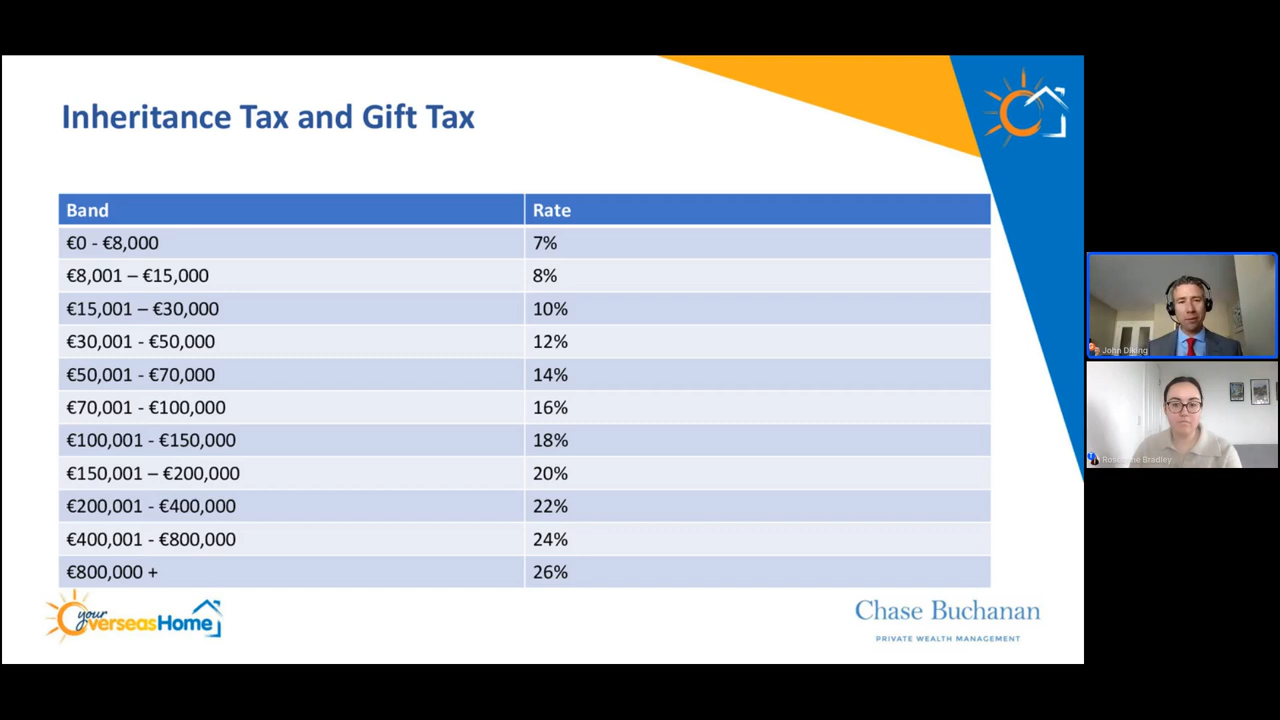 Inheritance Tax and Gift Tax
Band Rate
€0 - €8,000 7%
€8,001 – €15,000 8%
€15,001 – €30,000 10%
€30,001 - €50,000 12%
€50,001 - €70,000 14%
€70,001 - €100,000 16%
€100,001 - €150,000 18%
€150,001 – €200,000 20%
€200,001 - €400,000 22%
€400,001 - €800,000 24%
€800,000 + 26%
your
OverseasHome
Chase Buchanan
PRIVATE WEALTH MANAGEMENT
John Diking
Bradley